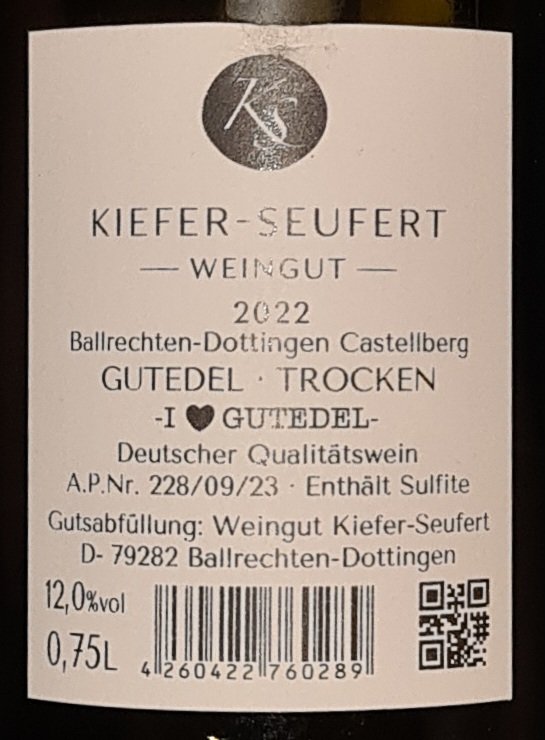 KS
KIEFER-SEUFERT
— WEINGUT —
2022
Ballrechten-Dottingen Castellberg
GUTEDEL · TROCKEN
-I ♥ GUTEDEL-
Deutscher Qualitätswein
A.P.Nr. 228/09/23 · Enthält Sulfite
Gutsabfüllung: Weingut Kiefer-Seufert
D- 79282 Ballrechten-Dottingen
12,0%vol
0,75L
4 260422 760289